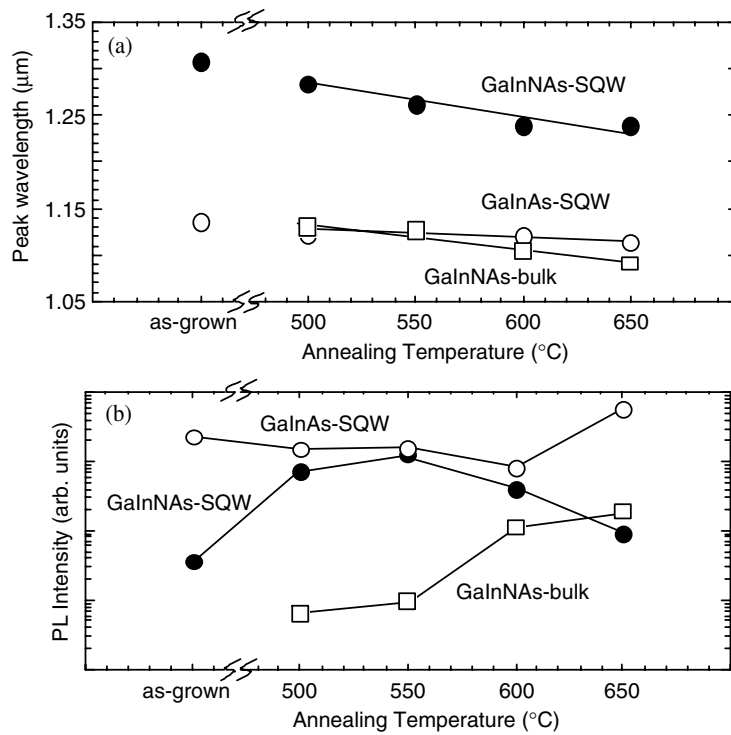 1.35
(a)
GaInNAs-SQW
1.25
Peak wavelength (μm)
GaInAs-SQW
1.15
GaInNAs-bulk
1.05
as-grown 500 550 600 650
Annealing Temperature (°C)
(b)
GaInAs-SQW
GaInNAs-SQW
PL Intensity (arb. units)
GaInNAs-bulk
as-grown 500 550 600 650
Annealing Temperature (°C)